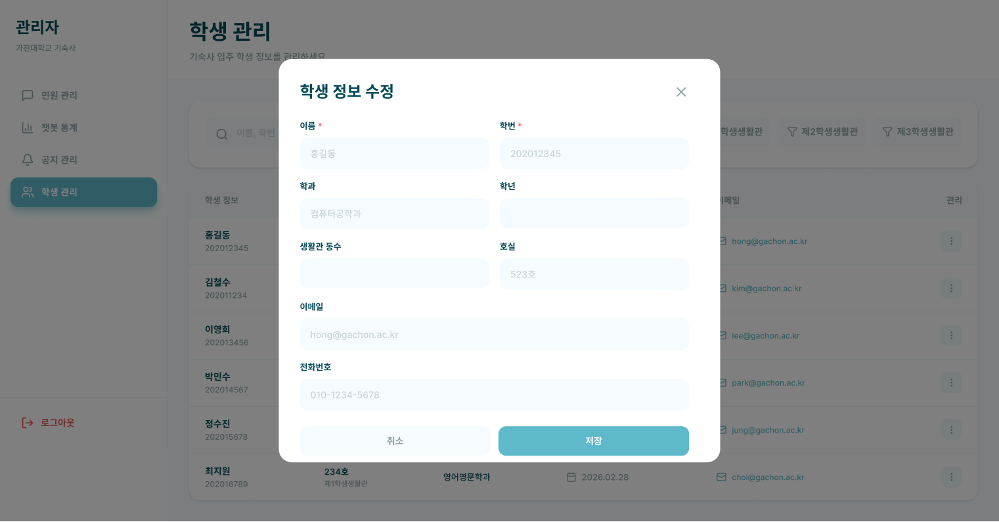 관리자
가천대학교 기숙사
민원 관리
챗봇 통계
공지 관리
학생 관리
로그아웃
학생 관리
기숙사 입주 학생 정보를 관리하세요
이름, 학번
학생생활관
제2학생생활관
제3학생생활관
학생 정보
이메일
관리
홍길동
202012345
hong@gachon.ac.kr
김철수
202011234
kim@gachon.ac.kr
이영희
202013456
lee@gachon.ac.kr
박민수
202014567
park@gachon.ac.kr
정수진
202015678
jung@gachon.ac.kr
최지원
202016789
234호
제1학생생활관
영어영문학과
2026.02.28
choi@gachon.ac.kr
학생 정보 수정
이름 *
홍길동
학번 *
202012345
학과
컴퓨터공학과
학년
생활관 동수
호실
523호
이메일
hong@gachon.ac.kr
전화번호
010-1234-5678
취소
저장